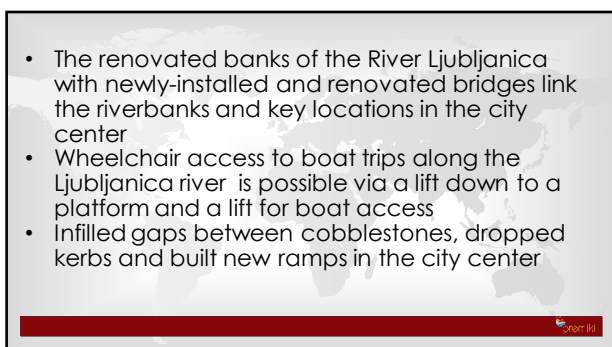 • The renovated banks of the River Ljubljanica
with newly-installed and renovated bridges link
the riverbanks and key locations in the city
center
• Wheelchair access to boat trips along the
Ljubljanica river is possible via a lift down to a
platform and a lift for boat access
• Infilled gaps between cobblestones, dropped
kerbs and built new ramps in the city center